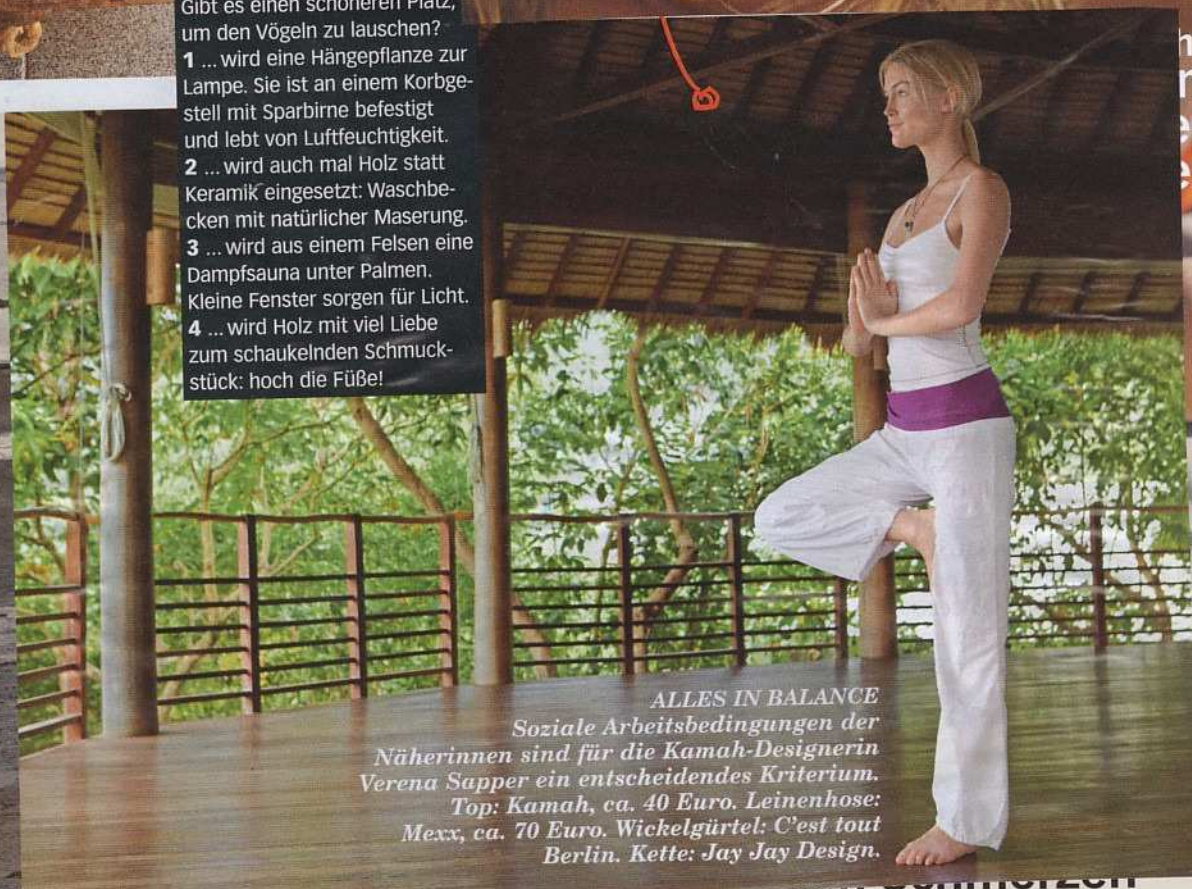 Gibt es einen schöneren Platz,
um den Vögeln zu lauschen?
1 ... wird eine Hängepflanze zur
Lampe. Sie ist an einem Korbge-
stell mit Sparbirne befestigt
und lebt von Luftfeuchtigkeit.
2 ... wird auch mal Holz statt
Keramik eingesetzt: Waschbe-
cken mit natürlicher Maserung.
3 ... wird aus einem Felsen eine
Dampfsauna unter Palmen.
Kleine Fenster sorgen für Licht.
4 ... wird Holz mit viel Liebe
zum schaukelnden Schmuck-
stück: hoch die Füße!
ALLES IN BALANCE
Soziale Arbeitsbedingungen der
Näherinnen sind für die Kamah-Designerin
Verena Sapper ein entscheidendes Kriterium.
Top: Kamah, ca. 40 Euro. Leinenhose:
Mexx, ca. 70 Euro. Wickelgürtel: C'est tout
Berlin. Kette: Jay Jay Design.